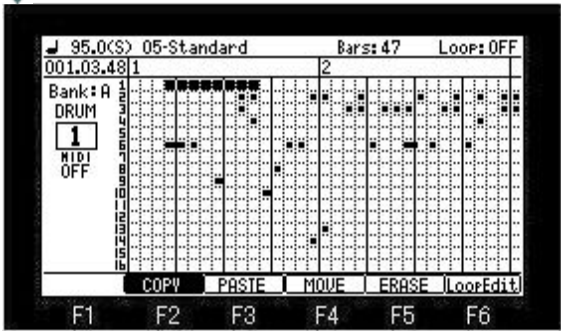 ♩ 95.0(S) 05-Standard Bars:47 Loop:OFF
001.03.48 1 2
Bank:A
DRUM
1
MIDI
OFF
1
2
3
4
5
6
7
8
9
10
11
12
13
14
15
16
COPY PASTE MOVE ERASE LoopEdit
F1 F2 F3 F4 F5 F6